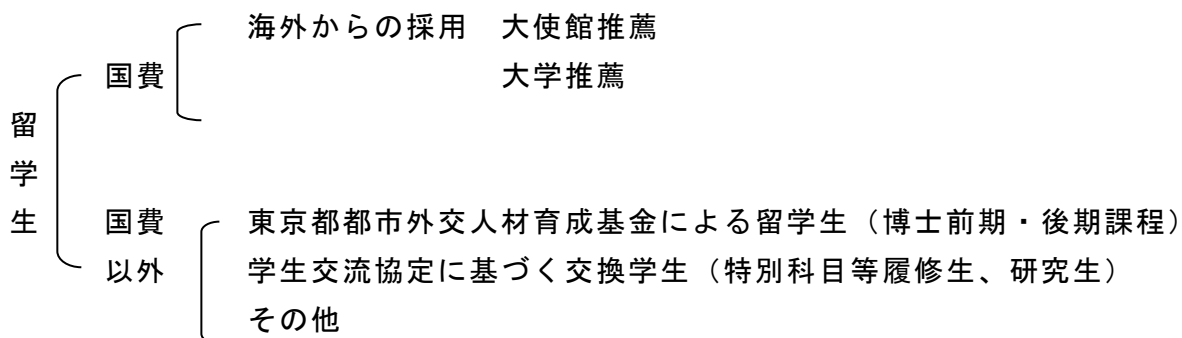 留学生
国費
海外からの採用　大使館推薦
大学推薦
国費以外
東京都都市外交人材育成基金による留学生（博士前期・後期課程）
学生交流協定に基づく交換学生（特別科目等履修生、研究生）
その他